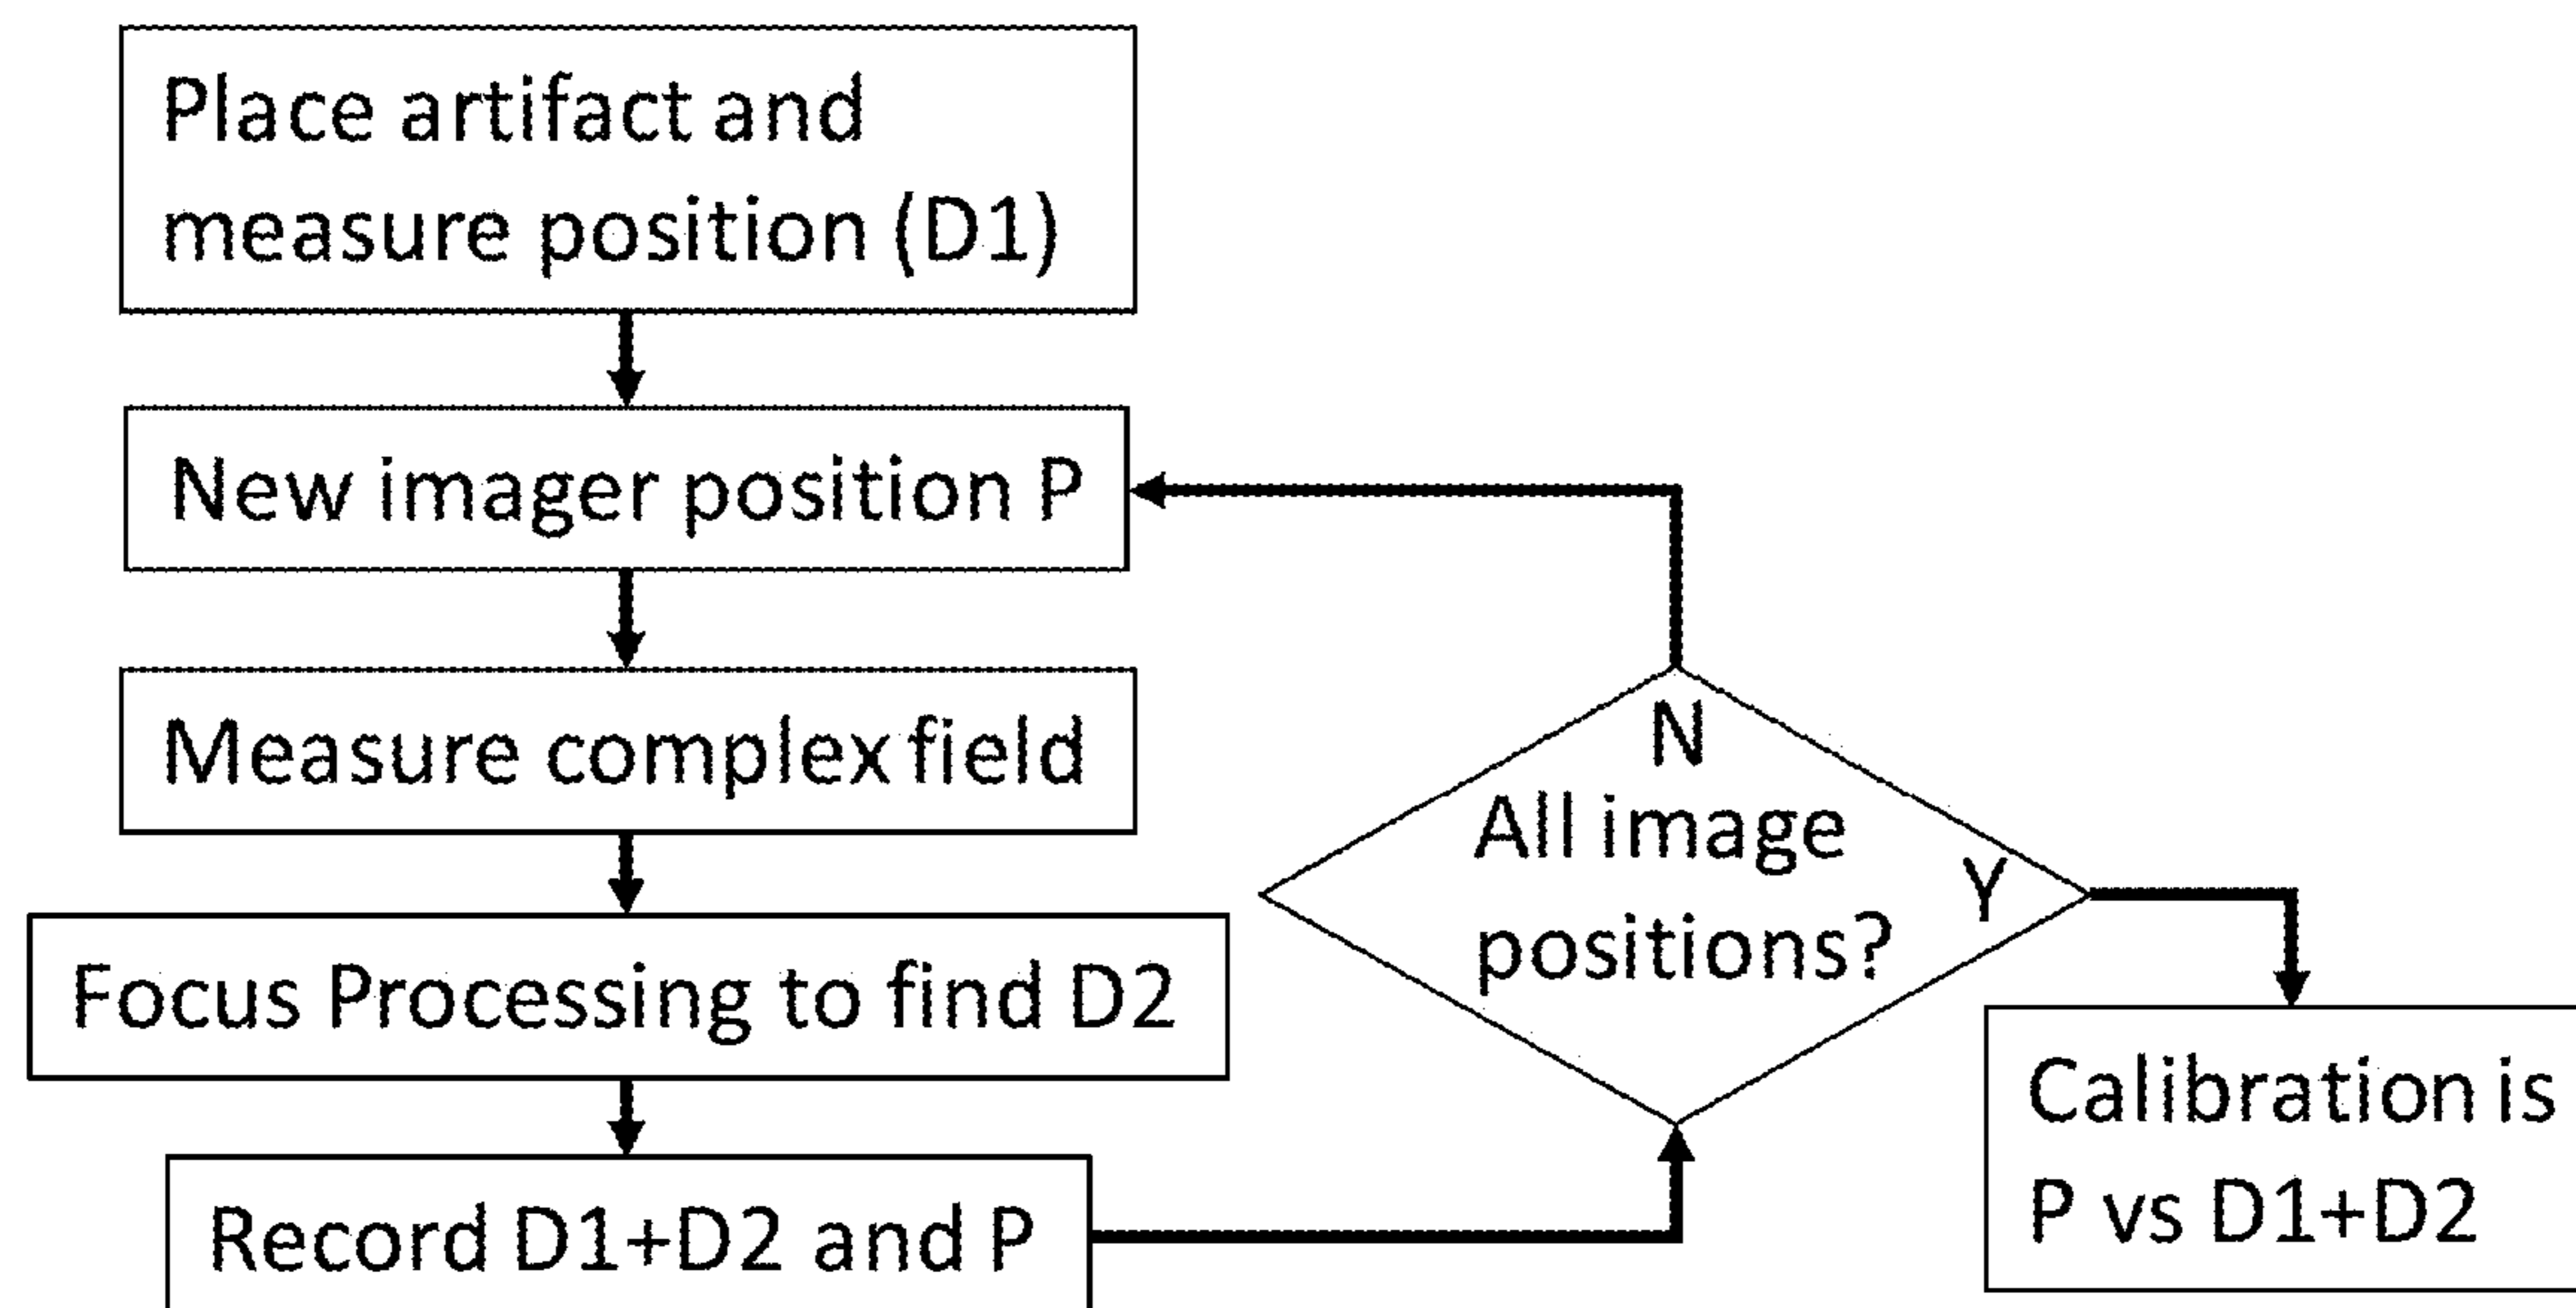 Place artifact and
measure position (D1)
New imager position P
Measure complex field
Focus Processing to find D2
Record D1+D2 and P
N
All image
positions?
Y
Calibration is
P vs D1+D2